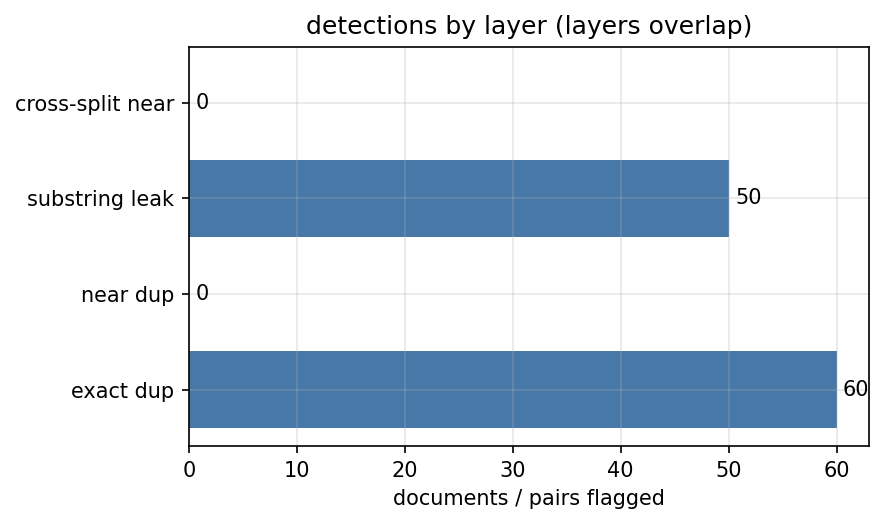 detections by layer (layers overlap)
cross-split near
0
substring leak
50
near dup
0
exact dup
60
0 10 20 30 40 50 60
documents / pairs flagged